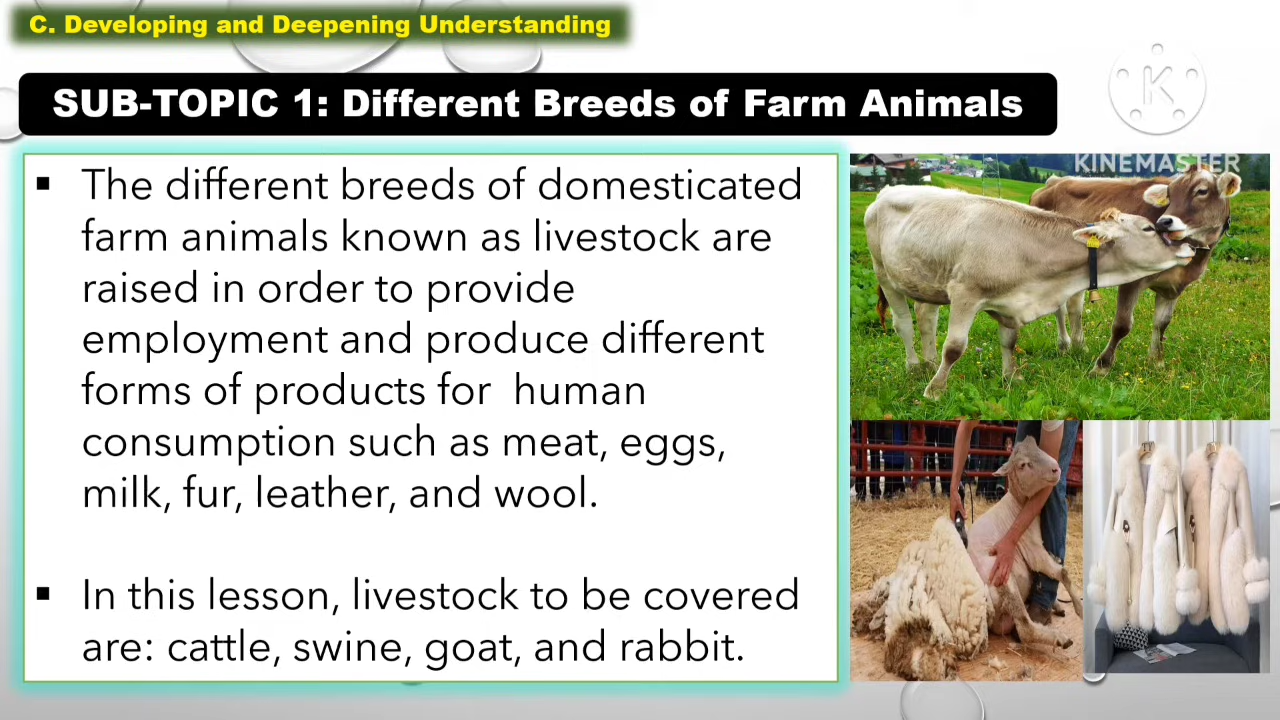 C. Developing and Deepening Understanding
SUB-TOPIC 1: Different Breeds of Farm Animals
K
KINEMASTER
▪ The different breeds of domesticated
farm animals known as livestock are
raised in order to provide
employment and produce different
forms of products for human
consumption such as meat, eggs,
milk, fur, leather, and wool.
▪ In this lesson, livestock to be covered
are: cattle, swine, goat, and rabbit.